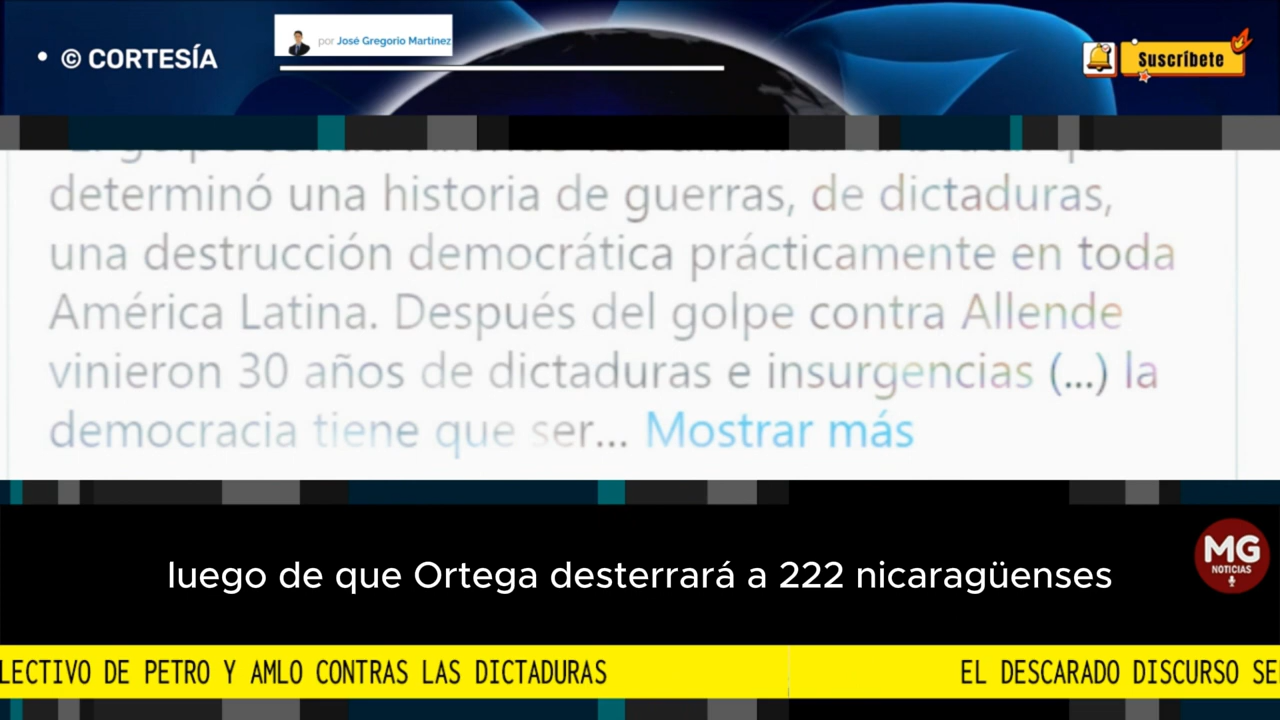 • © CORTESÍA
por José Gregorio Martínez
Suscríbete
determinó una historia de guerras, de dictaduras,
una destrucción democrática prácticamente en toda
América Latina. Después del golpe contra Allende
vinieron 30 años de dictaduras e insurgencias (...) la
democracia tiene que ser... Mostrar más
luego de que Ortega desterrará a 222 nicaragüenses
MG
NOTICIAS
LECTIVO DE PETRO Y AMLO CONTRAS LAS DICTADURAS EL DESCARADO DISCURSO SE